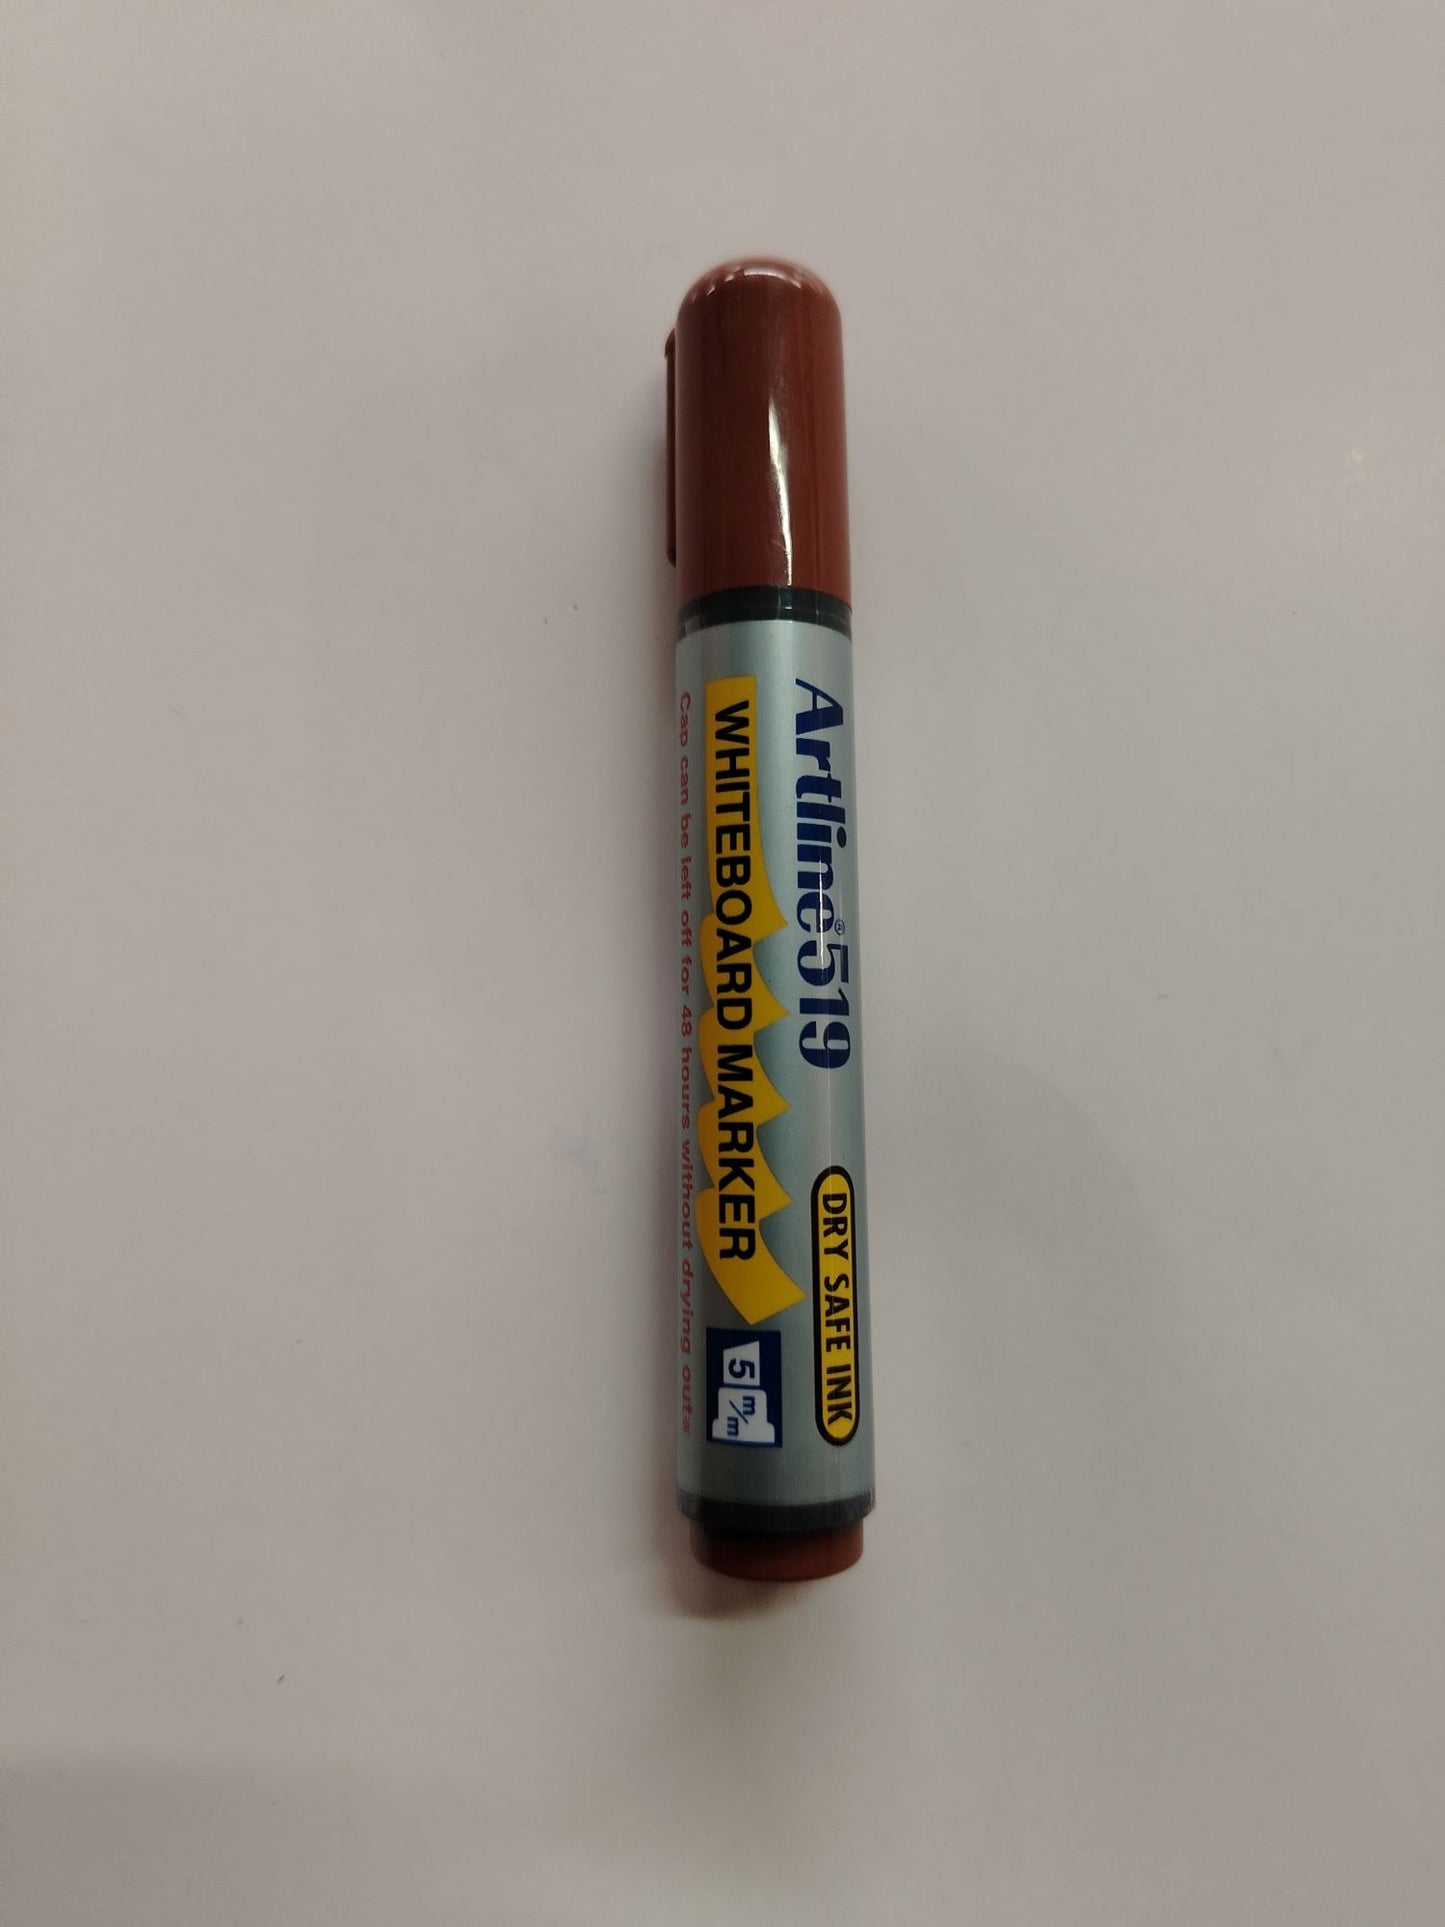 Artline®519
DRY SAFE INK
WHITEBOARD MARKER
5 m/m
Cap can be left off for 48 hours without drying out*